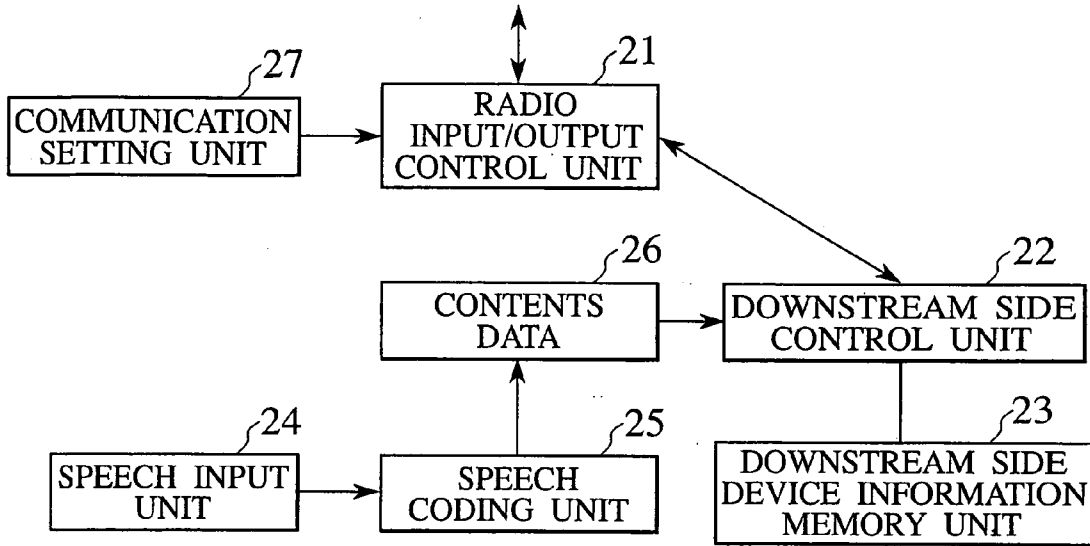 27
COMMUNICATION
SETTING UNIT
21
RADIO
INPUT/OUTPUT
CONTROL UNIT
26
CONTENTS
DATA
22
DOWNSTREAM SIDE
CONTROL UNIT
24
SPEECH INPUT
UNIT
25
SPEECH
CODING UNIT
23
DOWNSTREAM SIDE
DEVICE INFORMATION
MEMORY UNIT